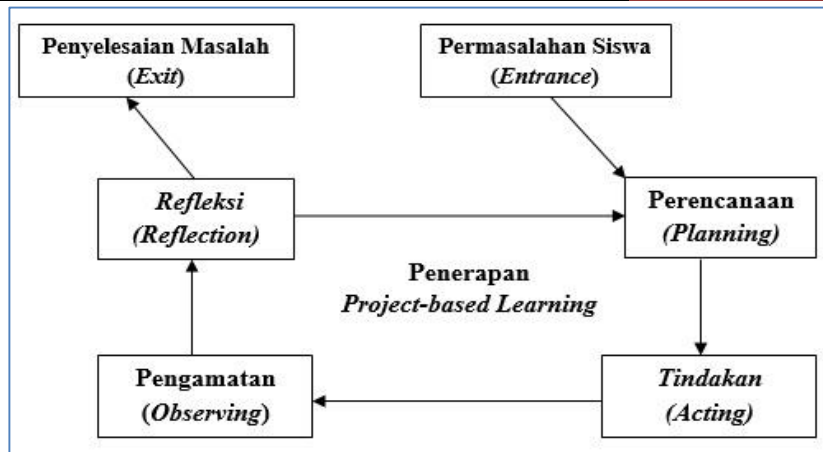 Penyelesaian Masalah
(Exit)
Permasalahan Siswa
(Entrance)
Refleksi
(Reflection)
Perencanaan
(Planning)
Penerapan
Project-based Learning
Pengamatan
(Observing)
Tindakan
(Acting)